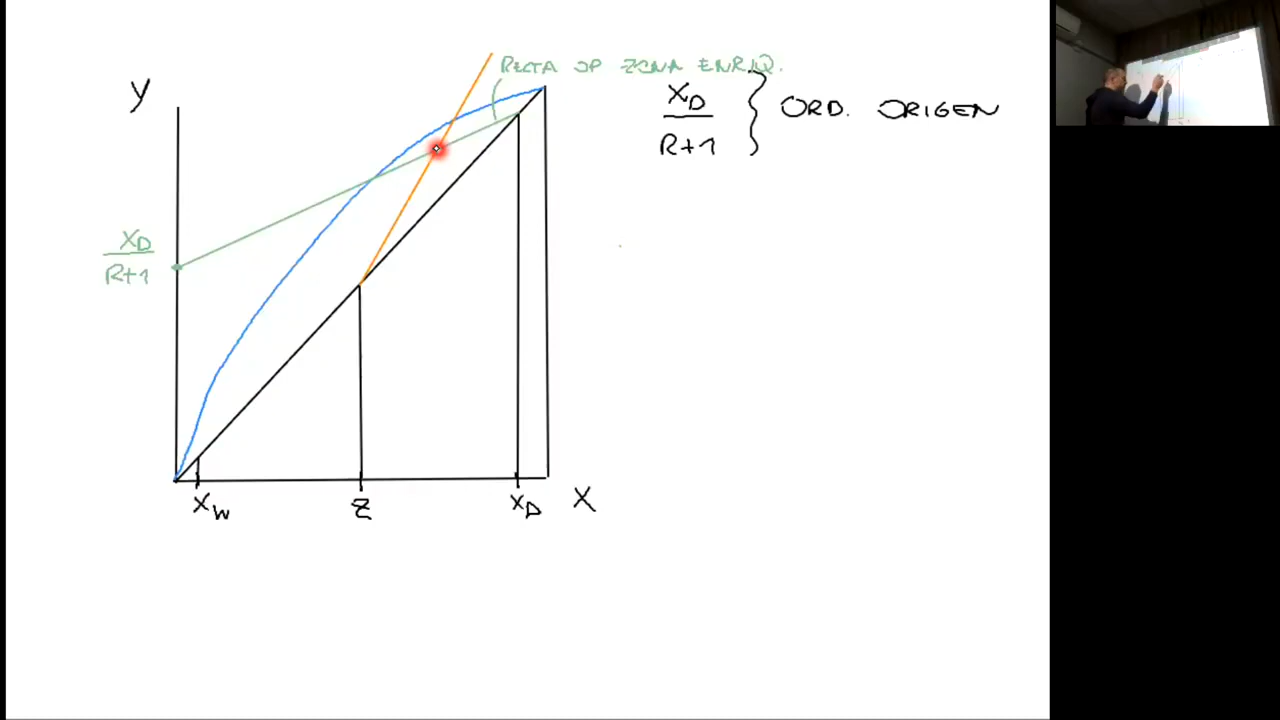 RECTA OP ZONA ENRIQ.
y
X_D
R+1
} ORD. ORIGEN
X_D
R+1
X_W
z
X_D
X